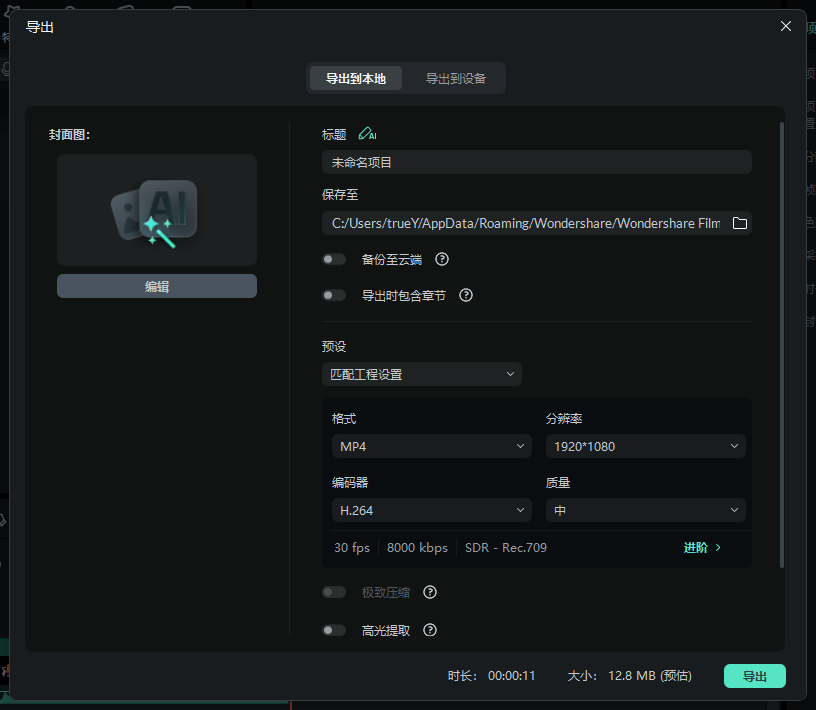 导出
导出到本地 导出到设备
封面图：
AI
编辑
标题 AI
未命名项目
保存至
C:/Users/trueY/AppData/Roaming/Wondershare/Wondershare Film
备份至云端 ?
导出时包含章节 ?
预设
匹配工程设置
格式 分辨率
MP4 1920*1080
编码器 质量
H.264 中
30 fps 8000 kbps SDR - Rec.709 进阶
极致压缩 ?
高光提取 ?
时长： 00:00:11 大小： 12.8 MB (预估) 导出